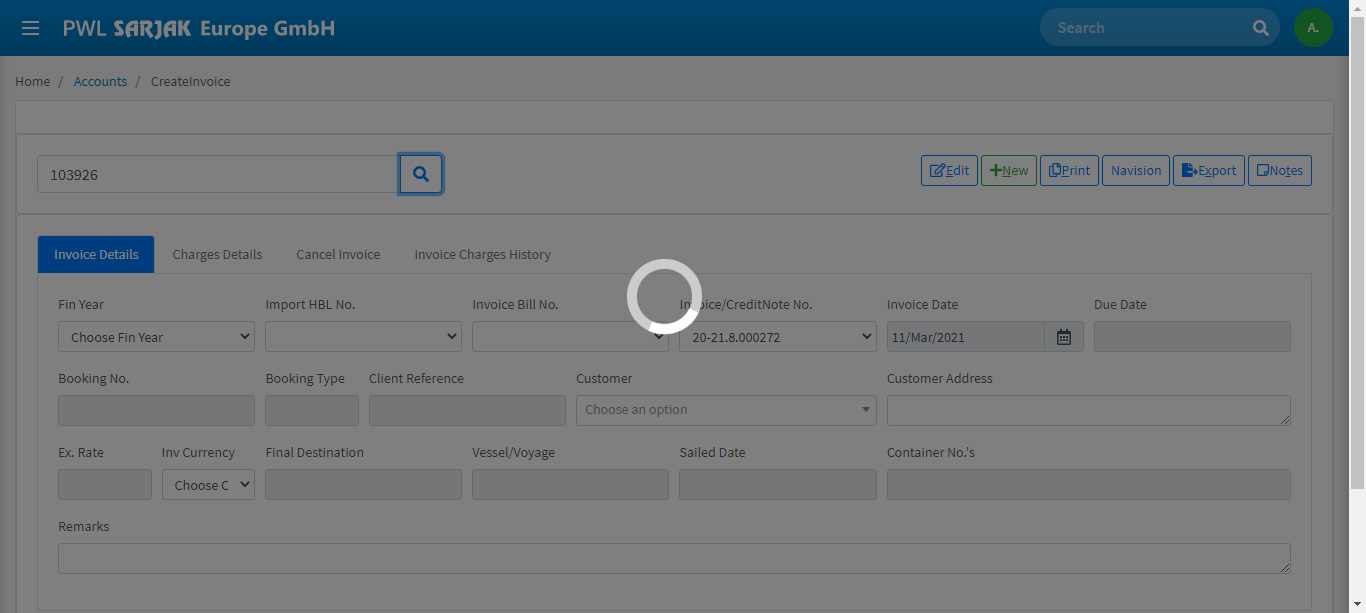 PWL SARJAK Europe GmbH
Search
A.
Home / Accounts / CreateInvoice
103926
Edit
New
Print
Navision
Export
Notes
Invoice Details
Charges Details
Cancel Invoice
Invoice Charges History
Fin Year
Import HBL No.
Invoice Bill No.
Invoice/CreditNote No.
Invoice Date
Due Date
Choose Fin Year
20-21.8.000272
11/Mar/2021
Booking No.
Booking Type
Client Reference
Customer
Customer Address
Choose an option
Ex. Rate
Inv Currency
Final Destination
Vessel/Voyage
Sailed Date
Container No.'s
Choose C
Remarks